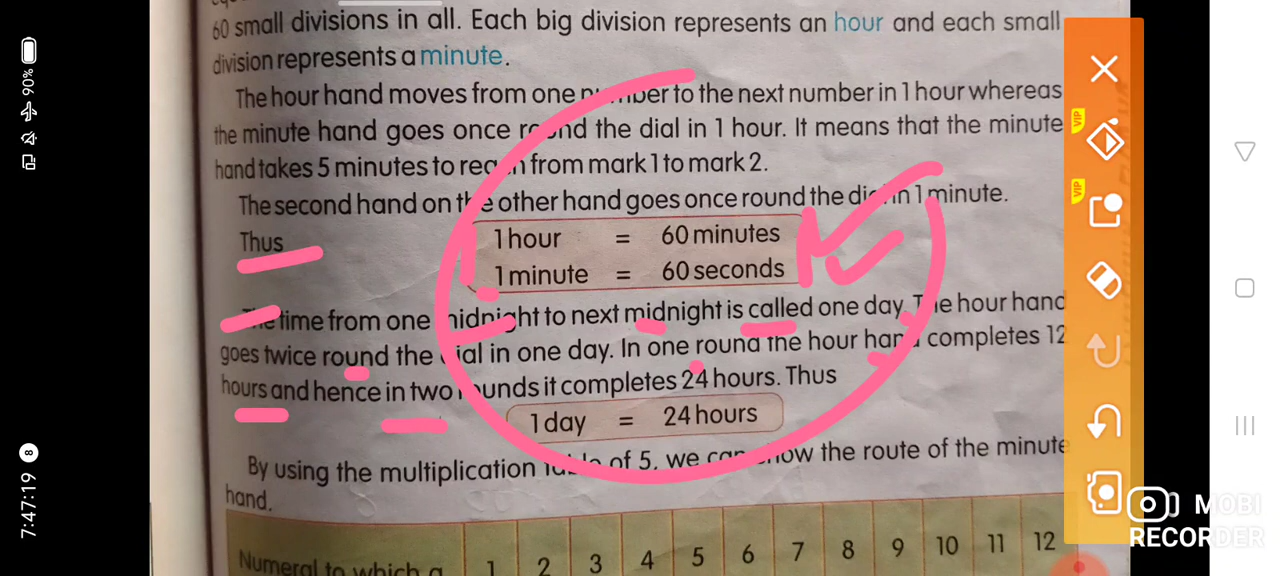 60 small divisions in all. Each big division represents an hour and each small
division represents a minute.
The hour hand moves from one number to the next number in 1 hour whereas
the minute hand goes once round the dial in 1 hour. It means that the minute
hand takes 5 minutes to reach from mark 1 to mark 2.
The second hand on the other hand goes once round the dial in 1 minute.
Thus
1 hour = 60 minutes
1 minute = 60 seconds
The time from one midnight to next midnight is called one day. The hour hand
goes twice round the dial in one day. In one round the hour hand completes 12
hours and hence in two rounds it completes 24 hours. Thus
1 day = 24 hours
By using the multiplication table of 5, we can show the route of the minute
hand.
Numeral to which a 1 2 3 4 5 6 7 8 9 10 11 12
90%
7:47:19
8
VIP
VIP
MOBI
RECORDER